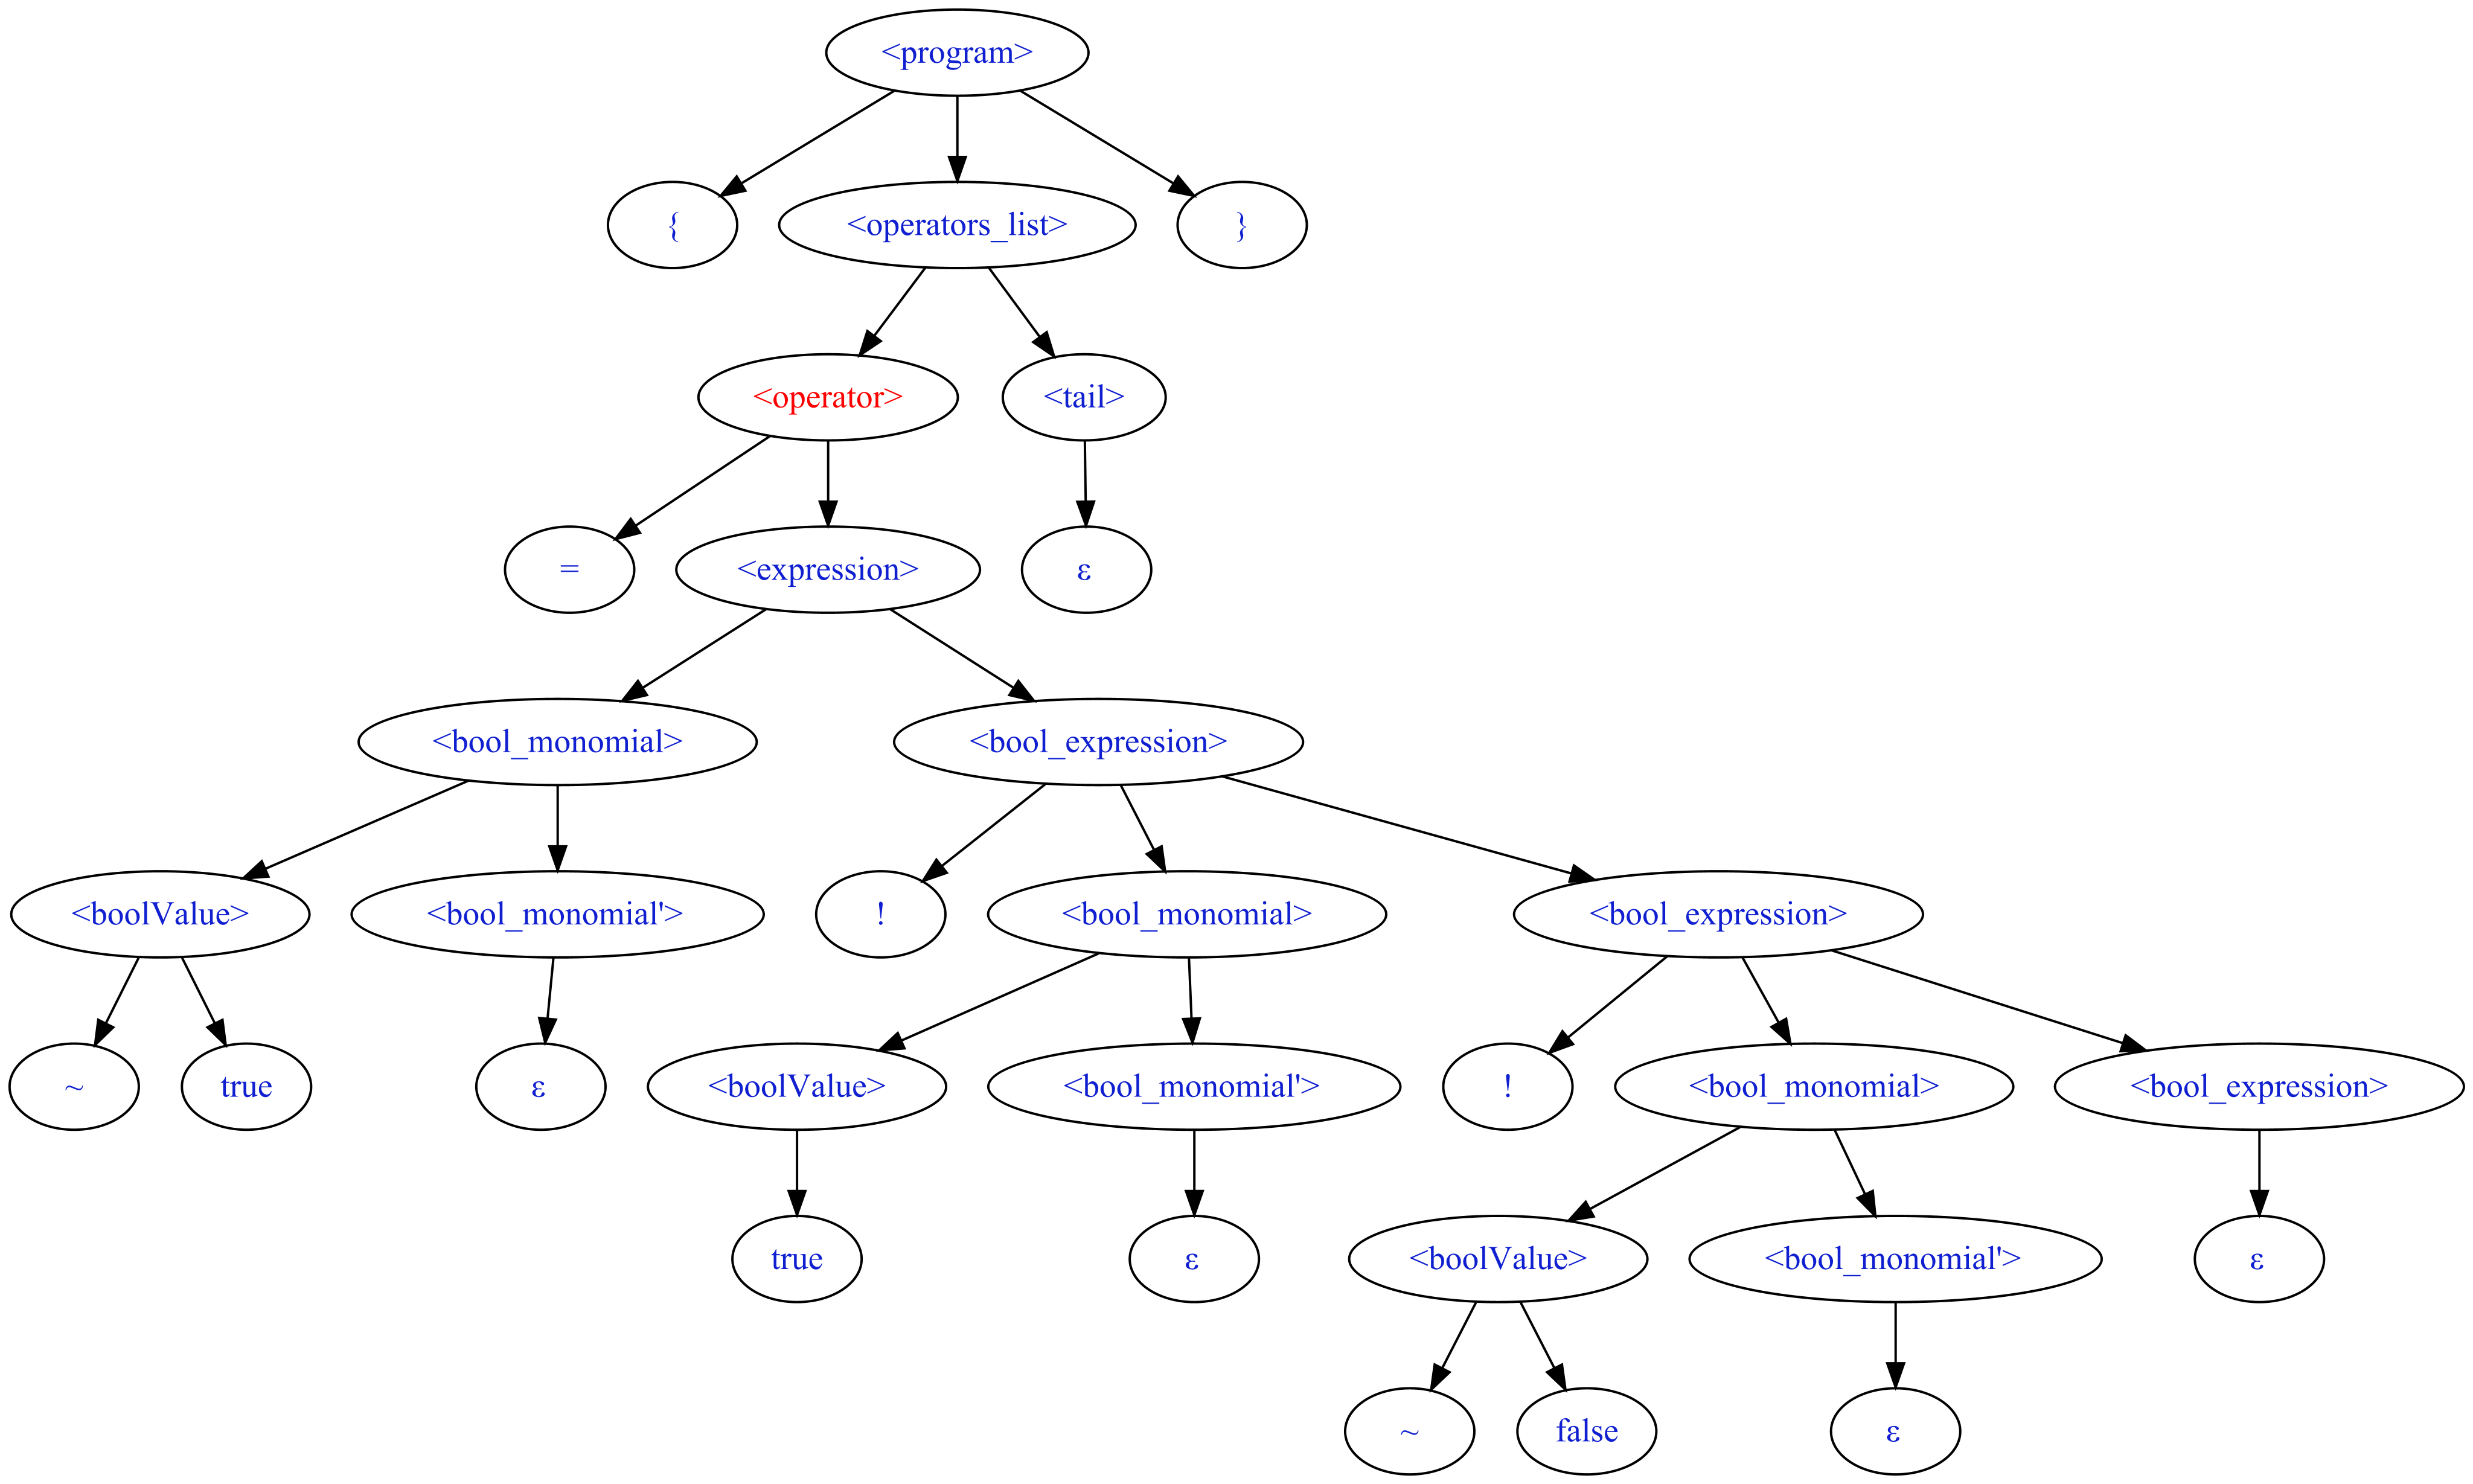 <program>
{
<operators_list>
}
<operator>
<tail>
=
<expression>
ε
<bool_monomial>
<bool_expression>
<boolValue>
<bool_monomial'>
!
<bool_monomial>
<bool_expression>
~
true
ε
<boolValue>
<bool_monomial'>
!
<bool_monomial>
<bool_expression>
true
ε
<boolValue>
<bool_monomial'>
ε
~
false
ε